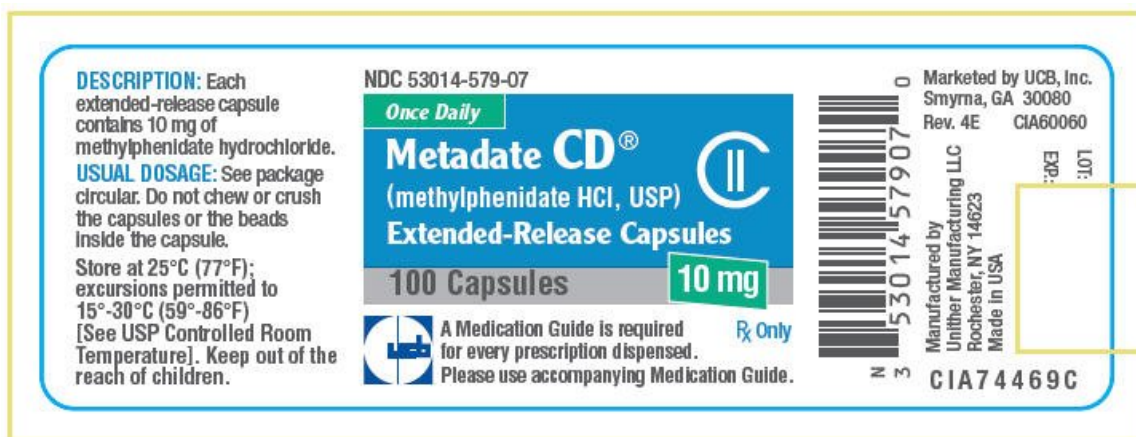 DESCRIPTION: Each
extended-release capsule
contains 10 mg of
methylphenidate hydrochloride.
USUAL DOSAGE: See package
circular. Do not chew or crush
the capsules or the beads
inside the capsule.
Store at 25°C (77°F);
excursions permitted to
15°-30°C (59°-86°F)
[See USP Controlled Room
Temperature]. Keep out of the
reach of children.
NDC 53014-579-07
Once Daily
Metadate CD®
(methylphenidate HCl, USP)
CII
Extended-Release Capsules
100 Capsules
10 mg
ucb
A Medication Guide is required
for every prescription dispensed.
Please use accompanying Medication Guide.
Rx Only
N
3 53014 57907 0
Marketed by UCB, Inc.
Smyrna, GA 30080
Rev. 4E CIA60060
LOT:
EXP.:
Manufactured by
Unither Manufacturing LLC
Rochester, NY 14623
Made in USA
CIA74469C